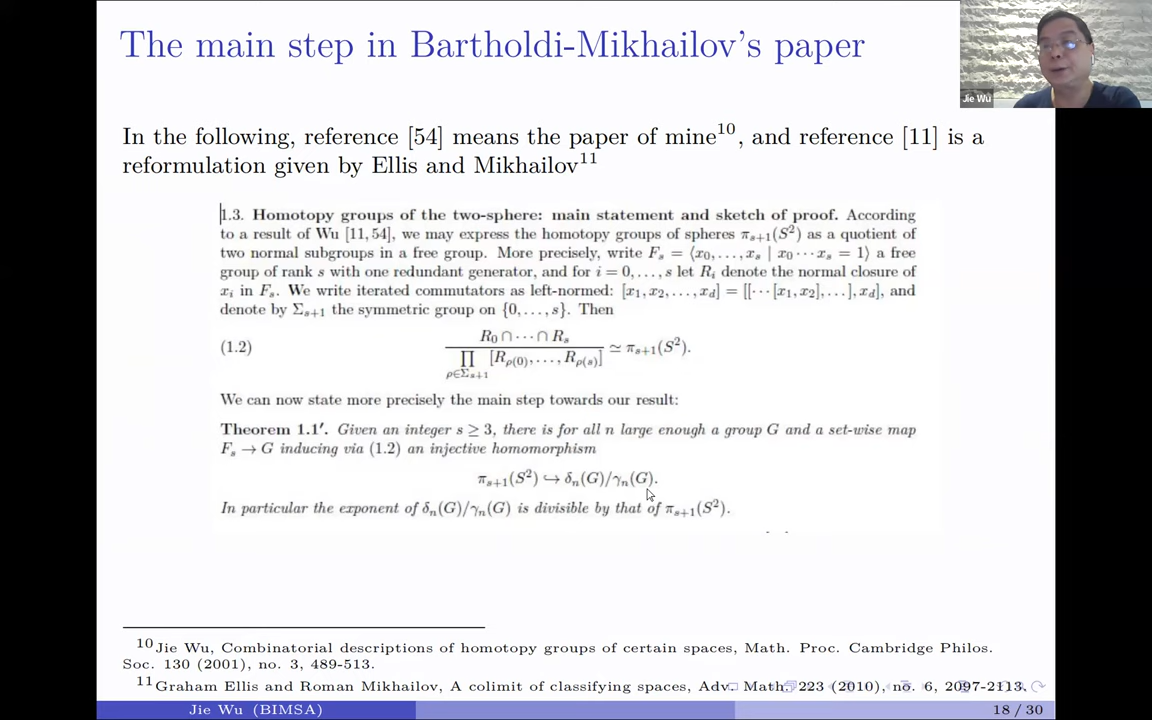 The main step in Bartholdi-Mikhailov's paper
Jie Wu
In the following, reference [54] means the paper of mine¹⁰, and reference [11] is a
reformulation given by Ellis and Mikhailov¹¹
1.3. Homotopy groups of the two-sphere: main statement and sketch of proof. According
to a result of Wu [11,54], we may express the homotopy groups of spheres πₛ₊₁(S²) as a quotient of
two normal subgroups in a free group. More precisely, write Fₛ = ⟨x₀, …, xₛ | x₀ ⋯ xₛ = 1⟩ a free
group of rank s with one redundant generator, and for i = 0, …, s let Rᵢ denote the normal closure of
xᵢ in Fₛ. We write iterated commutators as left-normed: [x₁, x₂, …, x_d] = [[⋯ [x₁, x₂], …], x_d], and
denote by Σₛ₊₁ the symmetric group on {0, …, s}. Then
(1.2) R₀ ∩ ⋯ ∩ Rₛ / ∏_{ρ∈Σₛ₊₁} [R_{ρ(0)}, …, R_{ρ(s)}] ≃ πₛ₊₁(S²).
We can now state more precisely the main step towards our result:
Theorem 1.1′. Given an integer s ≥ 3, there is for all n large enough a group G and a set-wise map
Fₛ → G inducing via (1.2) an injective homomorphism
πₛ₊₁(S²) ↪ δₙ(G)/γₙ(G).
In particular the exponent of δₙ(G)/γₙ(G) is divisible by that of πₛ₊₁(S²).
¹⁰Jie Wu, Combinatorial descriptions of homotopy groups of certain spaces, Math. Proc. Cambridge Philos.
Soc. 130 (2001), no. 3, 489-513.
¹¹Graham Ellis and Roman Mikhailov, A colimit of classifying spaces, Adv. Math. 223 (2010), no. 6, 2097-2113.
Jie Wu (BIMSA)
18 / 30